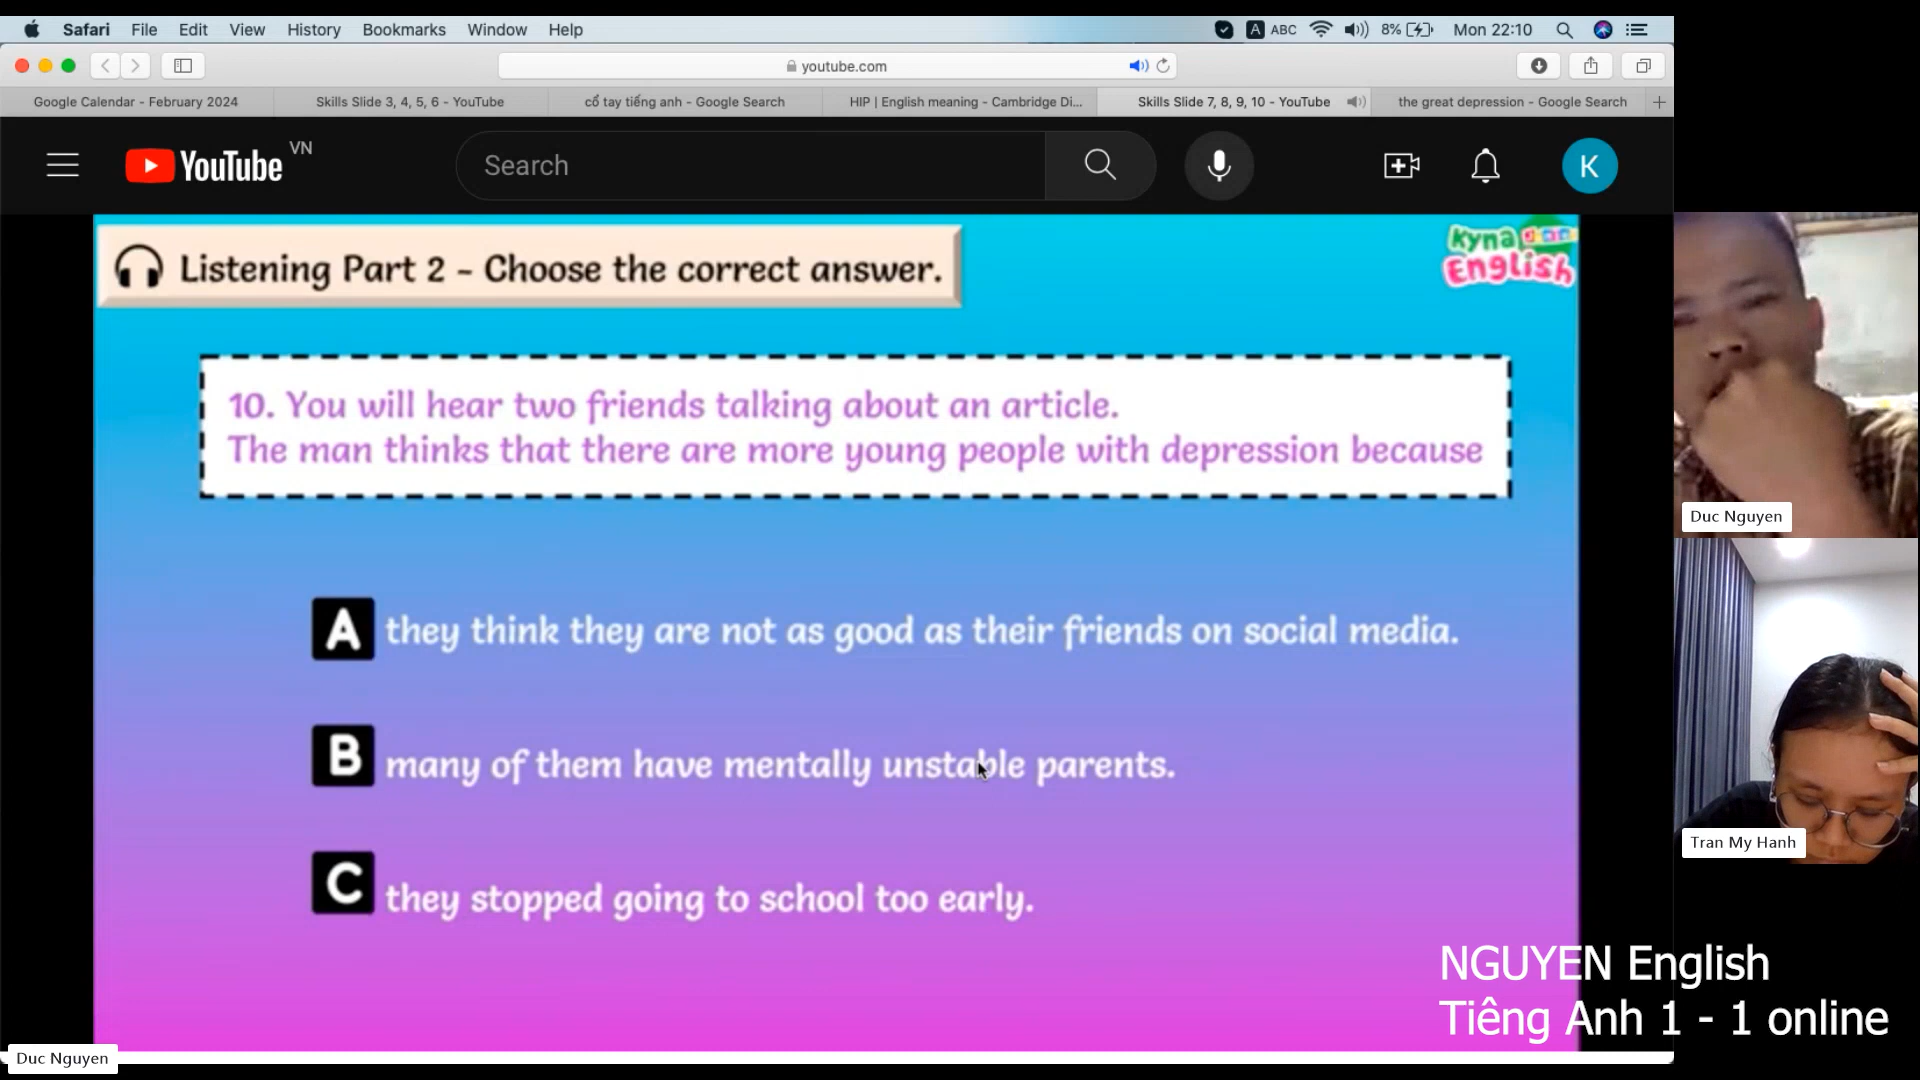 Safari File Edit View History Bookmarks Window Help A ABC 8% Mon 22:10
youtube.com
Google Calendar - February 2024 Skills Slide 3, 4, 5, 6 - YouTube cổ tay tiếng anh - Google Search HIP | English meaning - Cambridge Di... Skills Slide 7, 8, 9, 10 - YouTube the great depression - Google Search
YouTube VN Search K
Listening Part 2 - Choose the correct answer.
Kyna
English
10. You will hear two friends talking about an article.
The man thinks that there are more young people with depression because
A they think they are not as good as their friends on social media.
B many of them have mentally unstable parents.
C they stopped going to school too early.
Duc Nguyen
Tran My Hanh
NGUYEN English
Tiếng Anh 1 - 1 online
Duc Nguyen